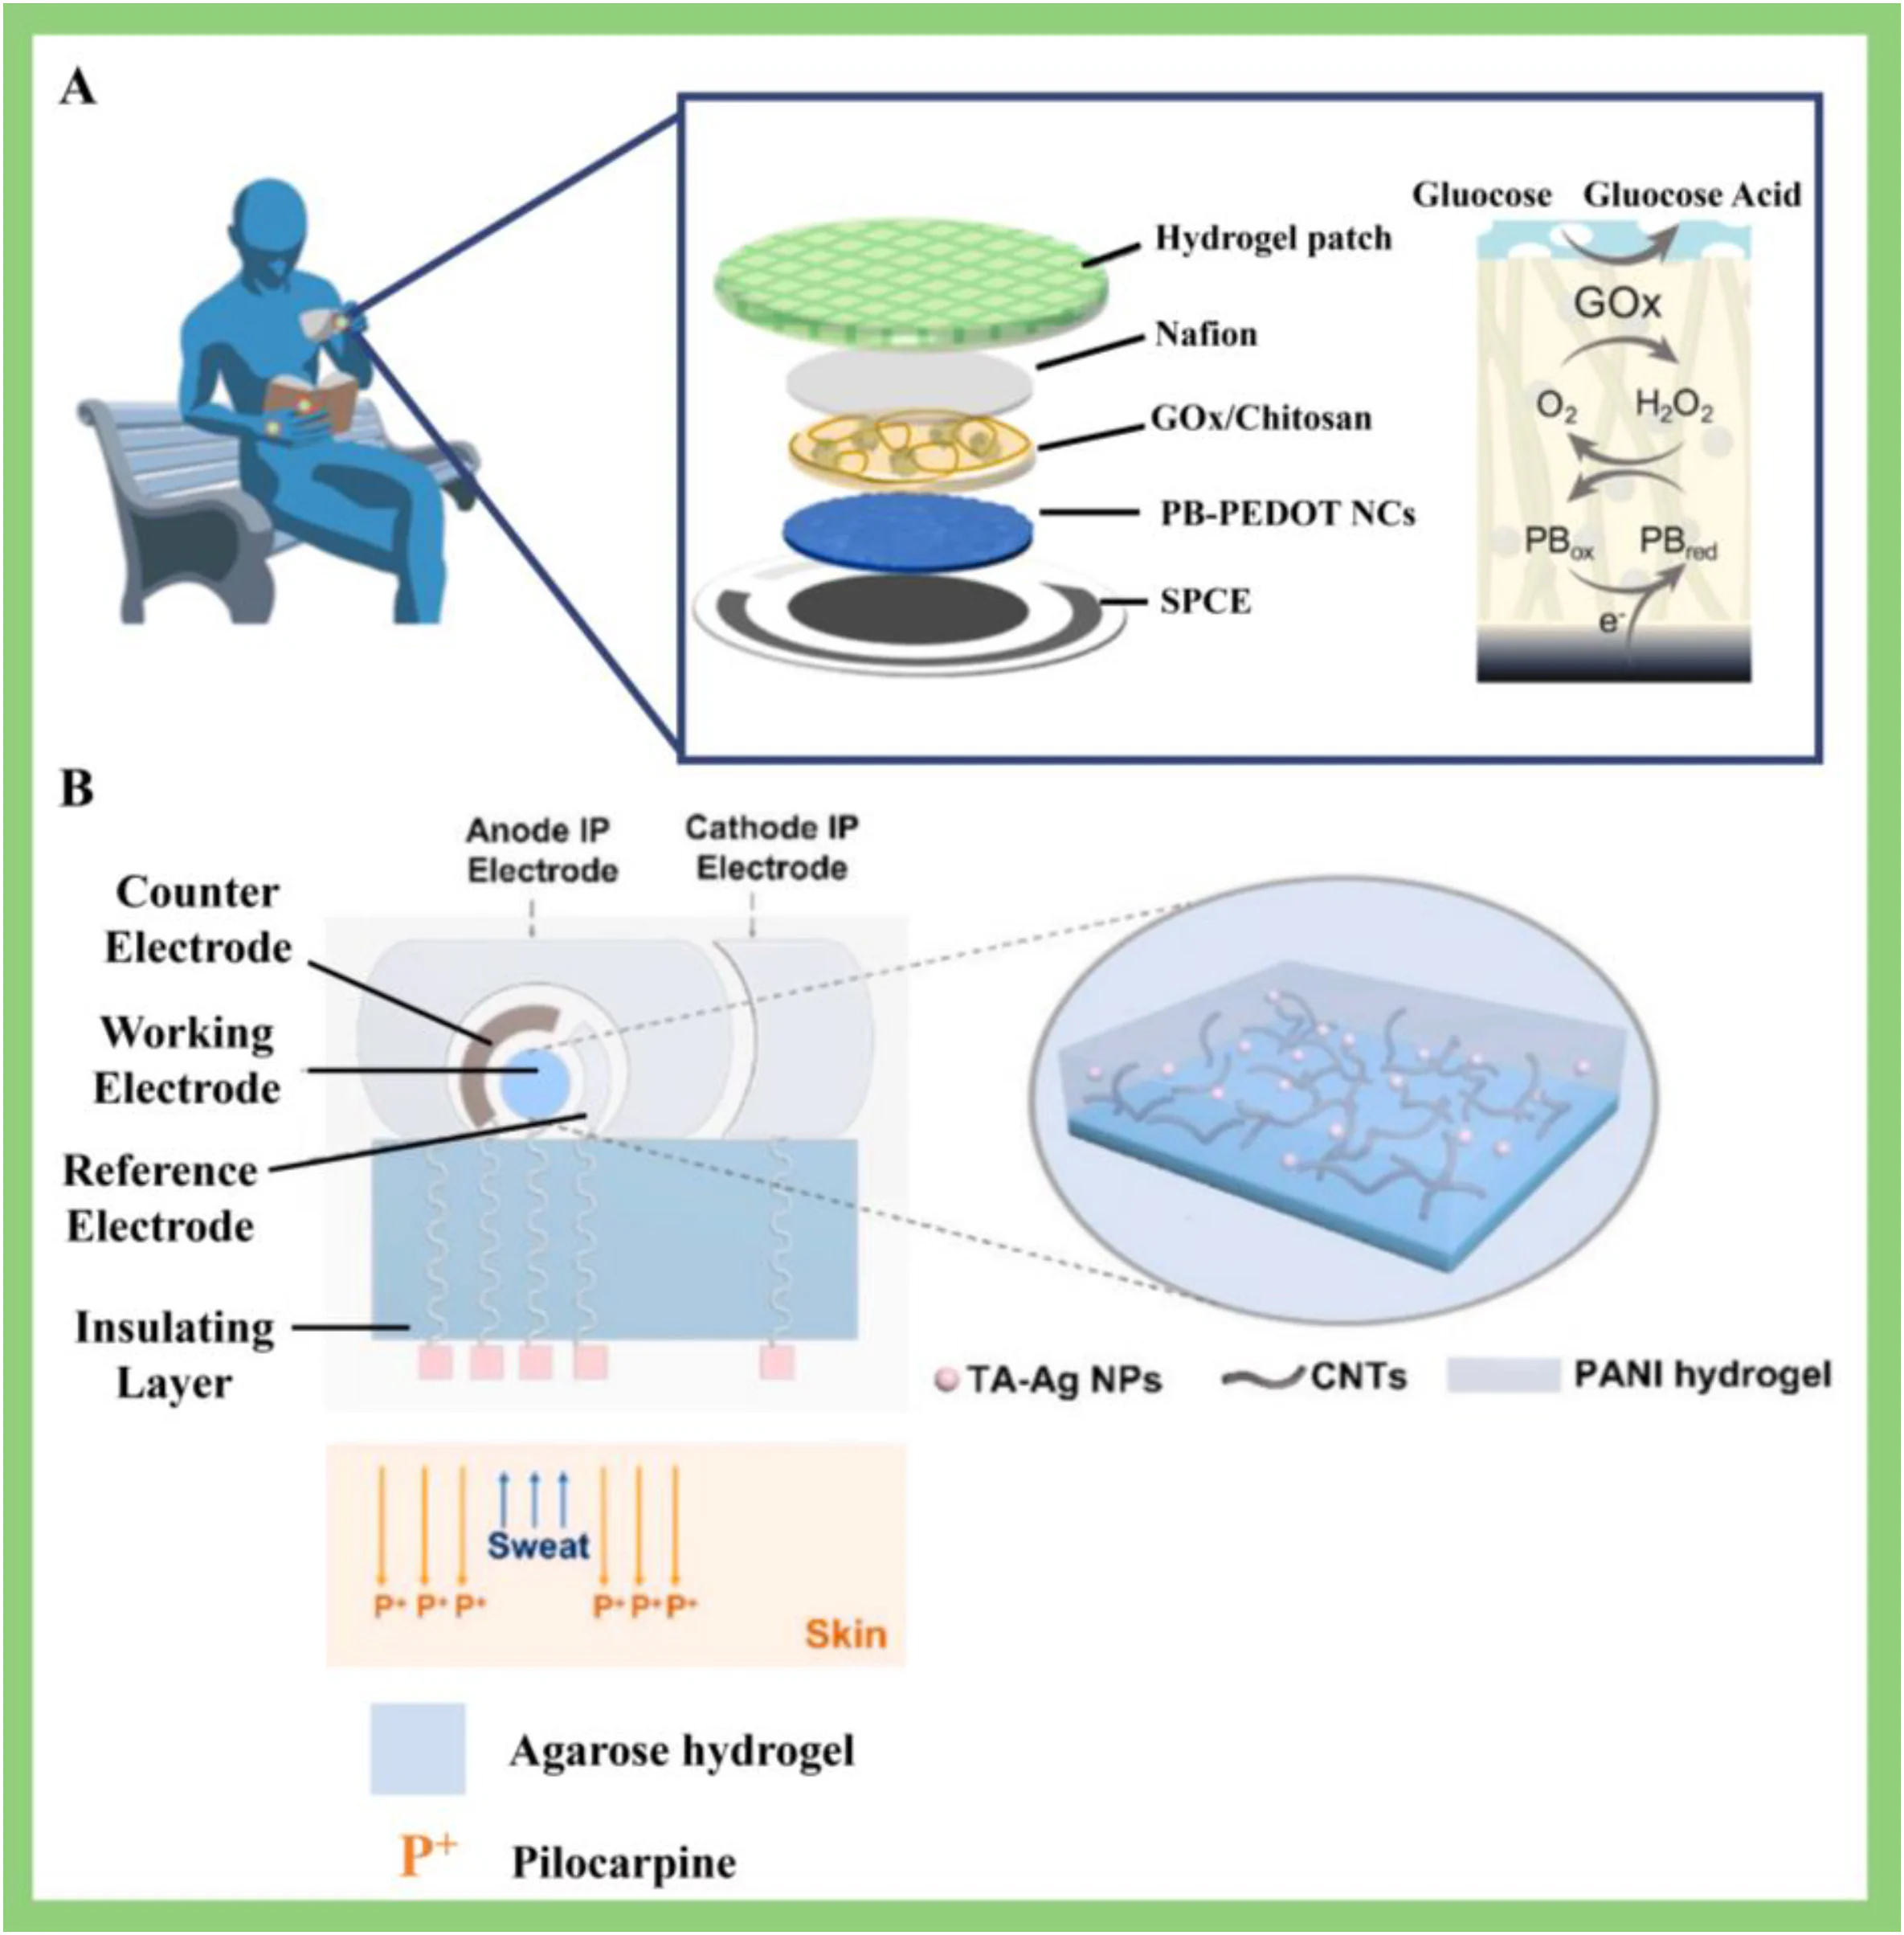 A
Gluocose Gluocose Acid
Hydrogel patch
Nafion
GOx/Chitosan
PB-PEDOT NCs
SPCE
GOx
O2 H2O2
PBox PBred
e-
B
Anode IP
Electrode
Cathode IP
Electrode
Counter
Electrode
Working
Electrode
Reference
Electrode
Insulating
Layer
TA-Ag NPs CNTs PANI hydrogel
Sweat
P+ P+ P+ P+ P+ P+
Skin
Agarose hydrogel
P+ Pilocarpine